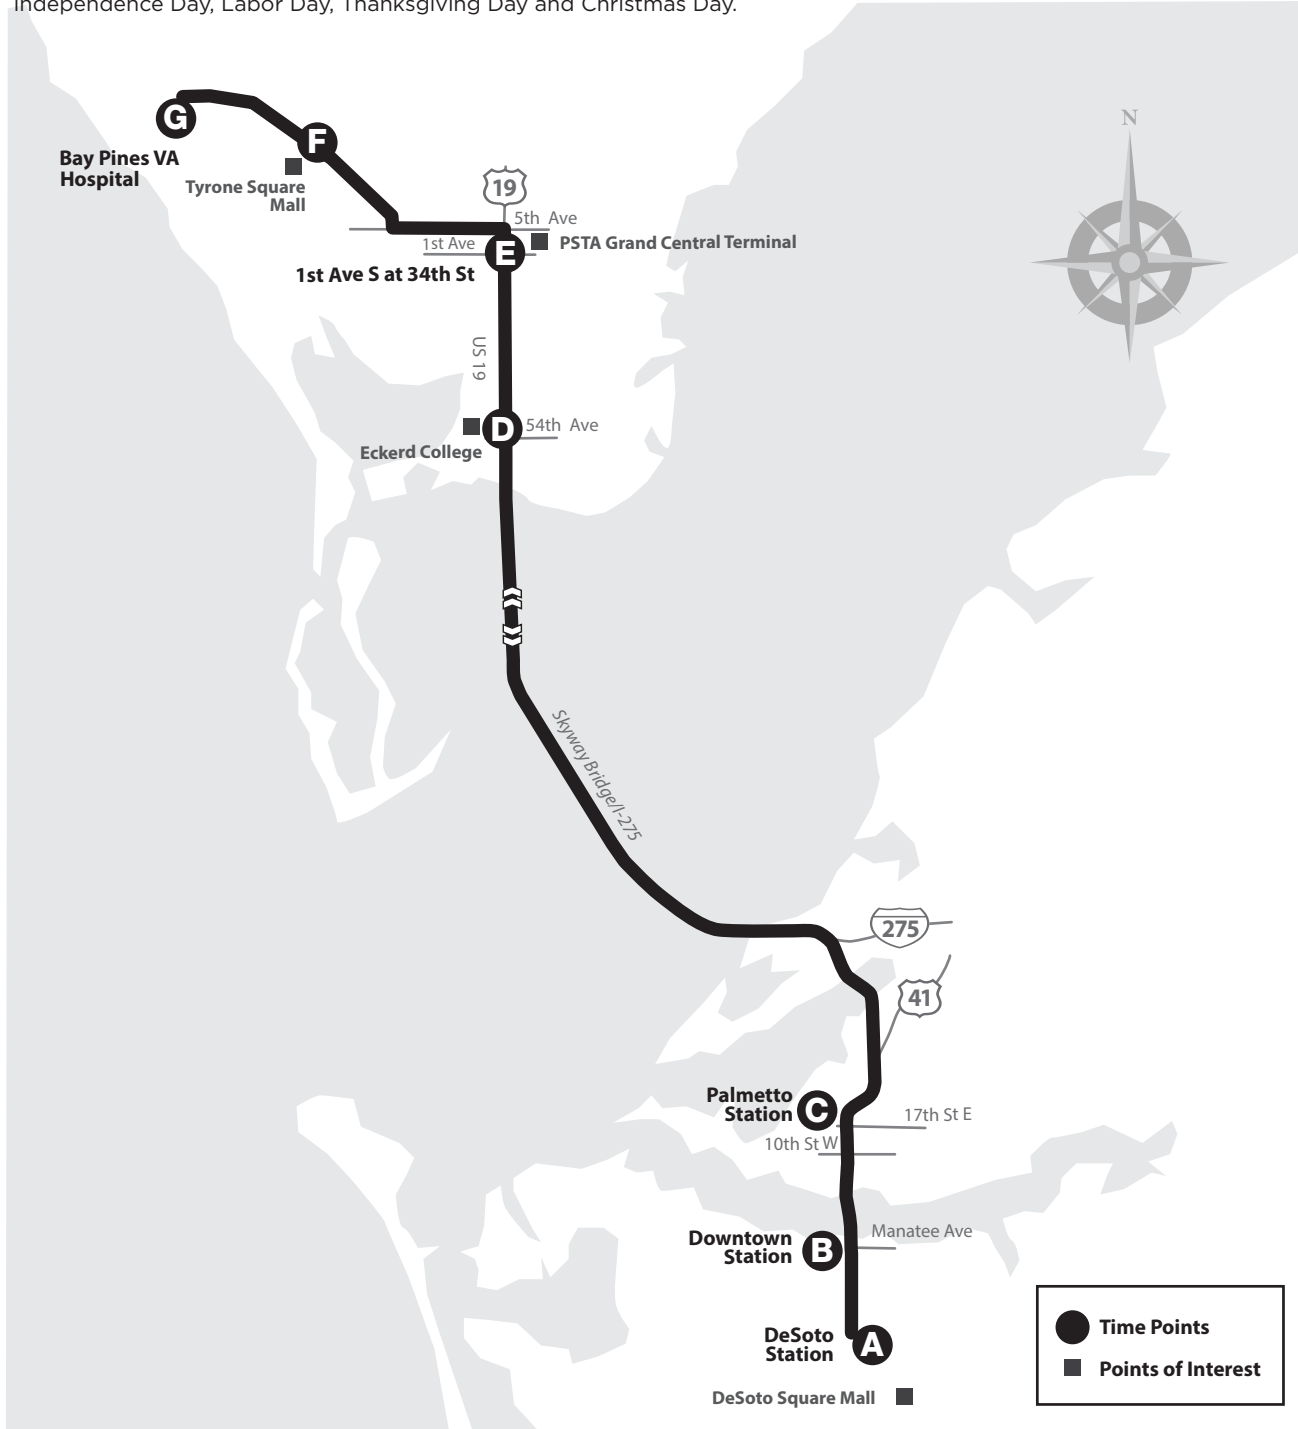 Independence Day, Labor Day, Thanksgiving Day and Christmas Day.
N
G
F
Bay Pines VA
Hospital
Tyrone Square
Mall
19
5th Ave
1st Ave
E
PSTA Grand Central Terminal
1st Ave S at 34th St
US 19
D
54th Ave
Eckerd College
Skyway Bridge/I-275
275
41
Palmetto
Station
C
17th St E
10th St W
Downtown
Station
B
Manatee Ave
DeSoto
Station
A
DeSoto Square Mall
Time Points
Points of Interest